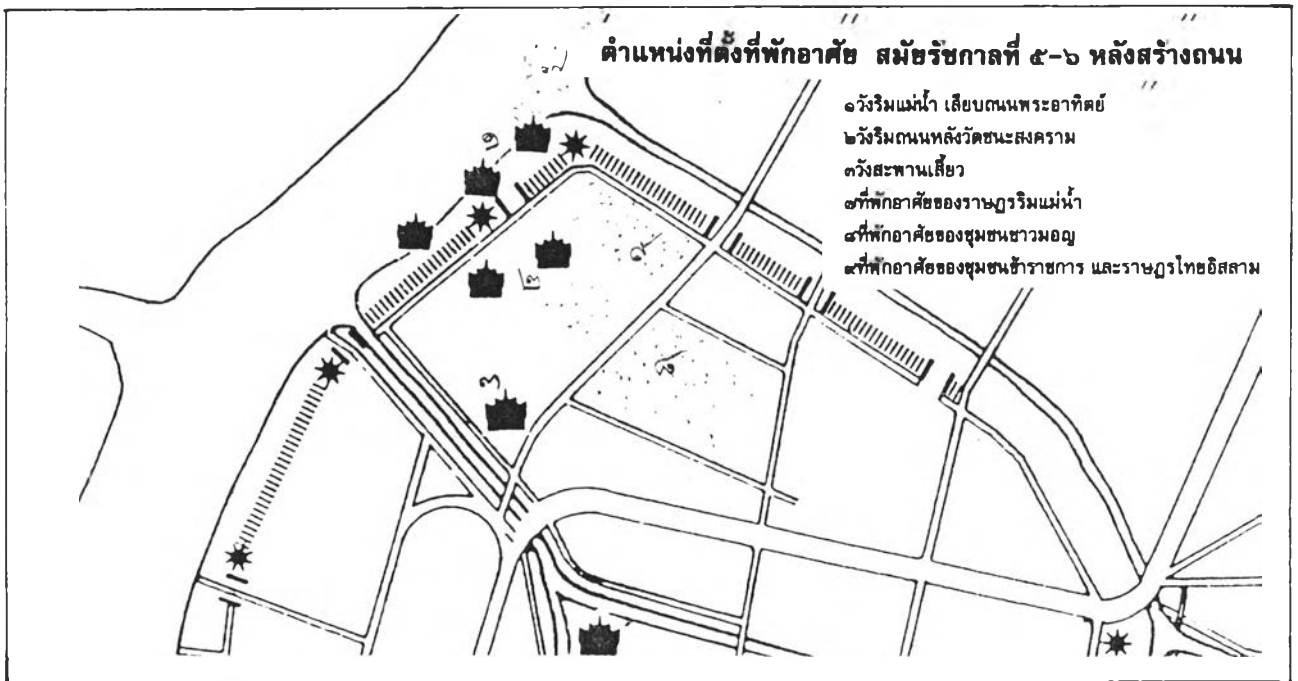 ตำแหน่งที่ตั้งที่พักอาศัย สมัยรัชกาลที่ ๕-๖ หลังสร้างถนน
๑วังริมแม่น้ำ เลียบถนนพระอาทิตย์
๒วังริมถนนหลังวัดชนะสงคราม
๓วังสะพานเสี้ยว
๗ที่พักอาศัยของราษฎรริมแม่น้ำ
๘ที่พักอาศัยของชุมชนชาวมอญ
๙ที่พักอาศัยของชุมชนข้าราชการ และราษฎรไทยอิสลาม
๒
๓